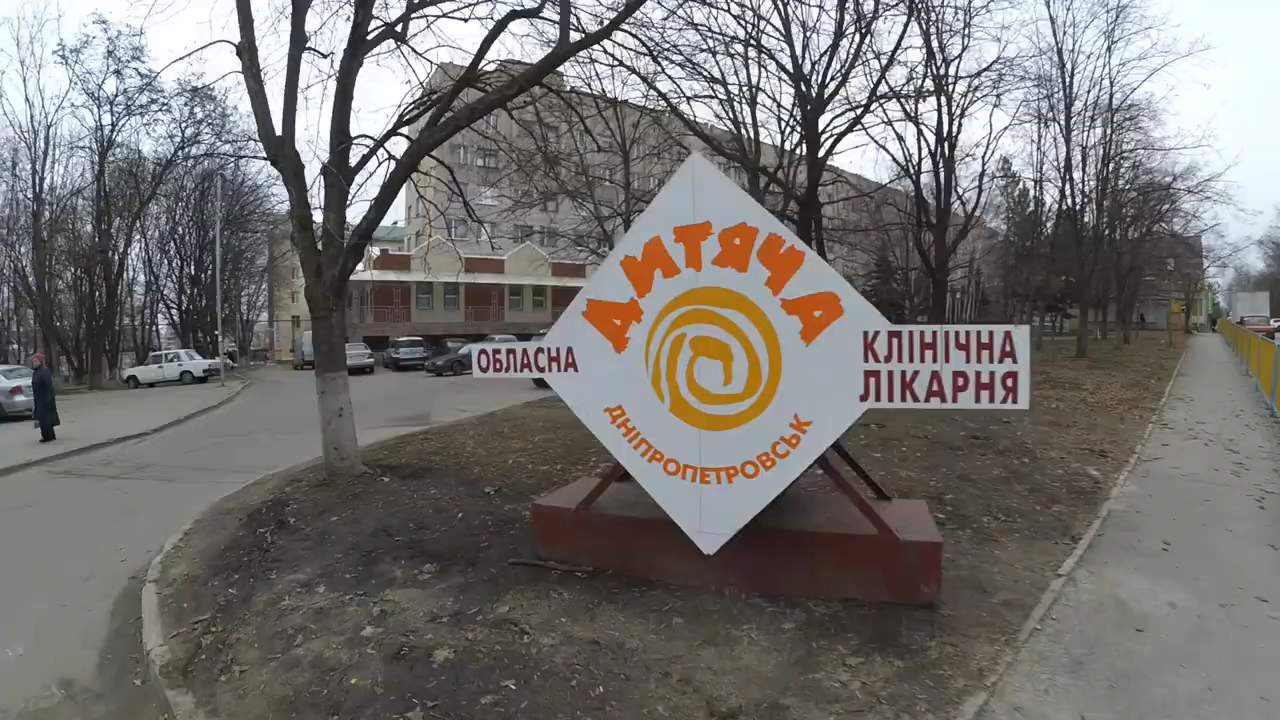 ОБЛАСНА
ДИТЯЧА
КЛІНІЧНА
ЛІКАРНЯ
ДНІПРОПЕТРОВСЬК